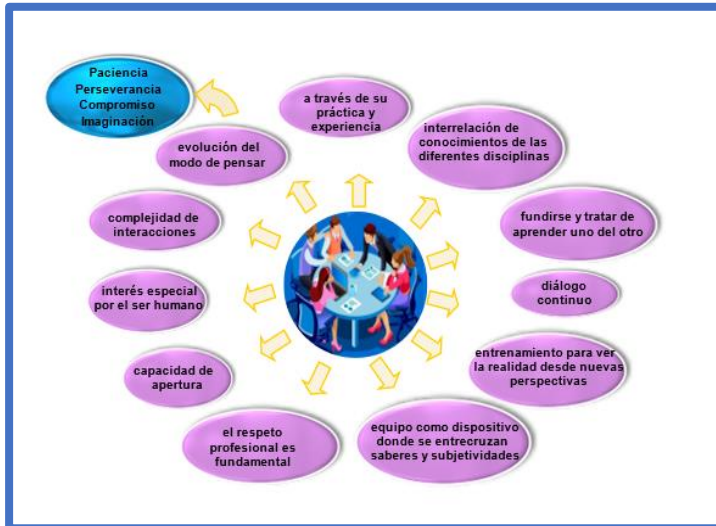 Paciencia
Perseverancia
Compromiso
Imaginación
a través de su
práctica y
experiencia
interrelación de
conocimientos de las
diferentes disciplinas
evolución del
modo de pensar
fundirse y tratar de
aprender uno del otro
complejidad de
interacciones
diálogo
continuo
interés especial
por el ser humano
entrenamiento para ver
la realidad desde nuevas
perspectivas
capacidad de
apertura
equipo como dispositivo
donde se entrecruzan
saberes y subjetividades
el respeto
profesional es
fundamental